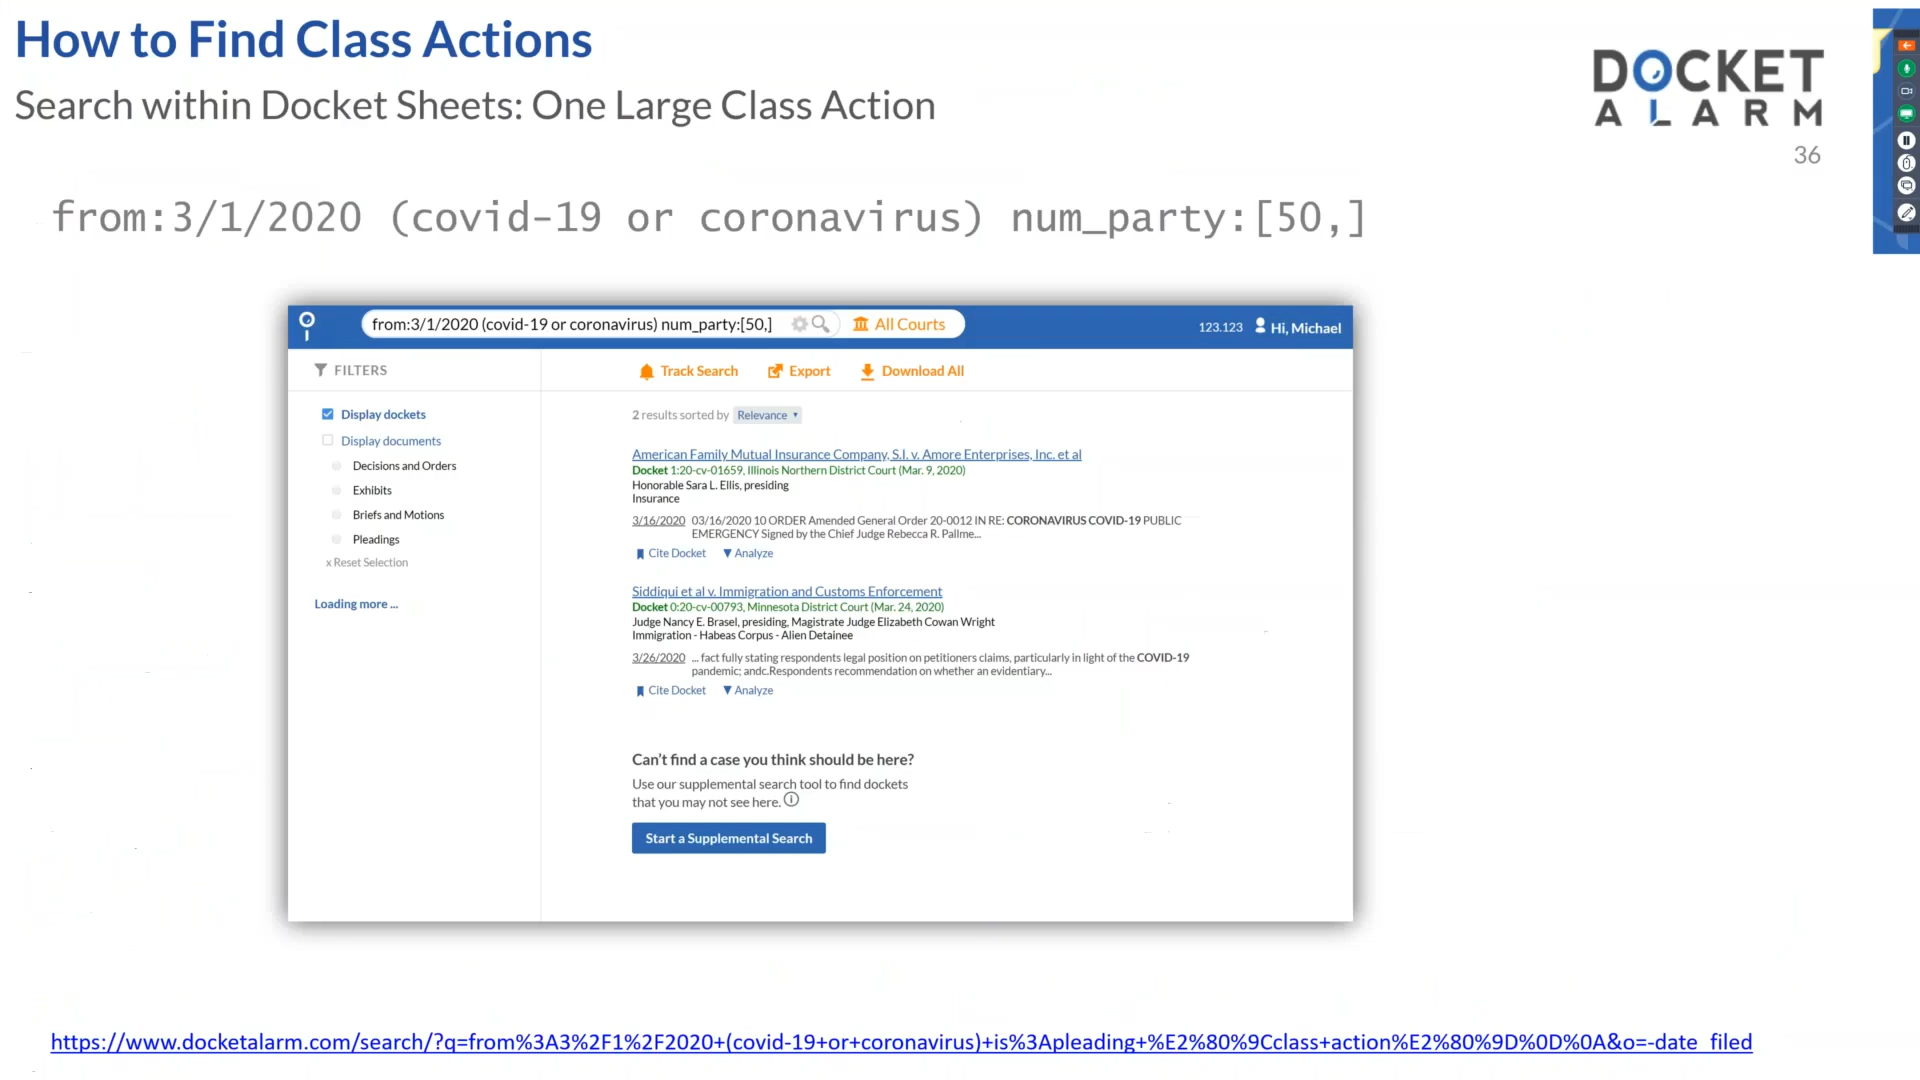 How to Find Class Actions
Search within Docket Sheets: One Large Class Action
DOCKET
ALARM
36
from:3/1/2020 (covid-19 or coronavirus) num_party:[50,]
from:3/1/2020 (covid-19 or coronavirus) num_party:[50,]
All Courts
123.123
Hi, Michael
FILTERS
Track Search
Export
Download All
Display dockets
Display documents
Decisions and Orders
Exhibits
Briefs and Motions
Pleadings
x Reset Selection
Loading more ...
2 results sorted by Relevance
American Family Mutual Insurance Company, S.I. v. Amore Enterprises, Inc. et al
Docket 1:20-cv-01659, Illinois Northern District Court (Mar. 9, 2020)
Honorable Sara L. Ellis, presiding
Insurance
3/16/2020 03/16/2020 10 ORDER Amended General Order 20-0012 IN RE: CORONAVIRUS COVID-19 PUBLIC
EMERGENCY Signed by the Chief Judge Rebecca R. Pallme...
Cite Docket
Analyze
Siddiqui et al v. Immigration and Customs Enforcement
Docket 0:20-cv-00793, Minnesota District Court (Mar. 24, 2020)
Judge Nancy E. Brasel, presiding, Magistrate Judge Elizabeth Cowan Wright
Immigration - Habeas Corpus - Alien Detainee
3/26/2020 ... fact fully stating respondents legal position on petitioners claims, particularly in light of the COVID-19
pandemic; andc.Respondents recommendation on whether an evidentiary...
Cite Docket
Analyze
Can't find a case you think should be here?
Use our supplemental search tool to find dockets
that you may not see here.
Start a Supplemental Search
https://www.docketalarm.com/search/?q=from%3A3%2F1%2F2020+(covid-19+or+coronavirus)+is%3Apleading+%E2%80%9Cclass+action%E2%80%9D%0D%0A&o=-date_filed